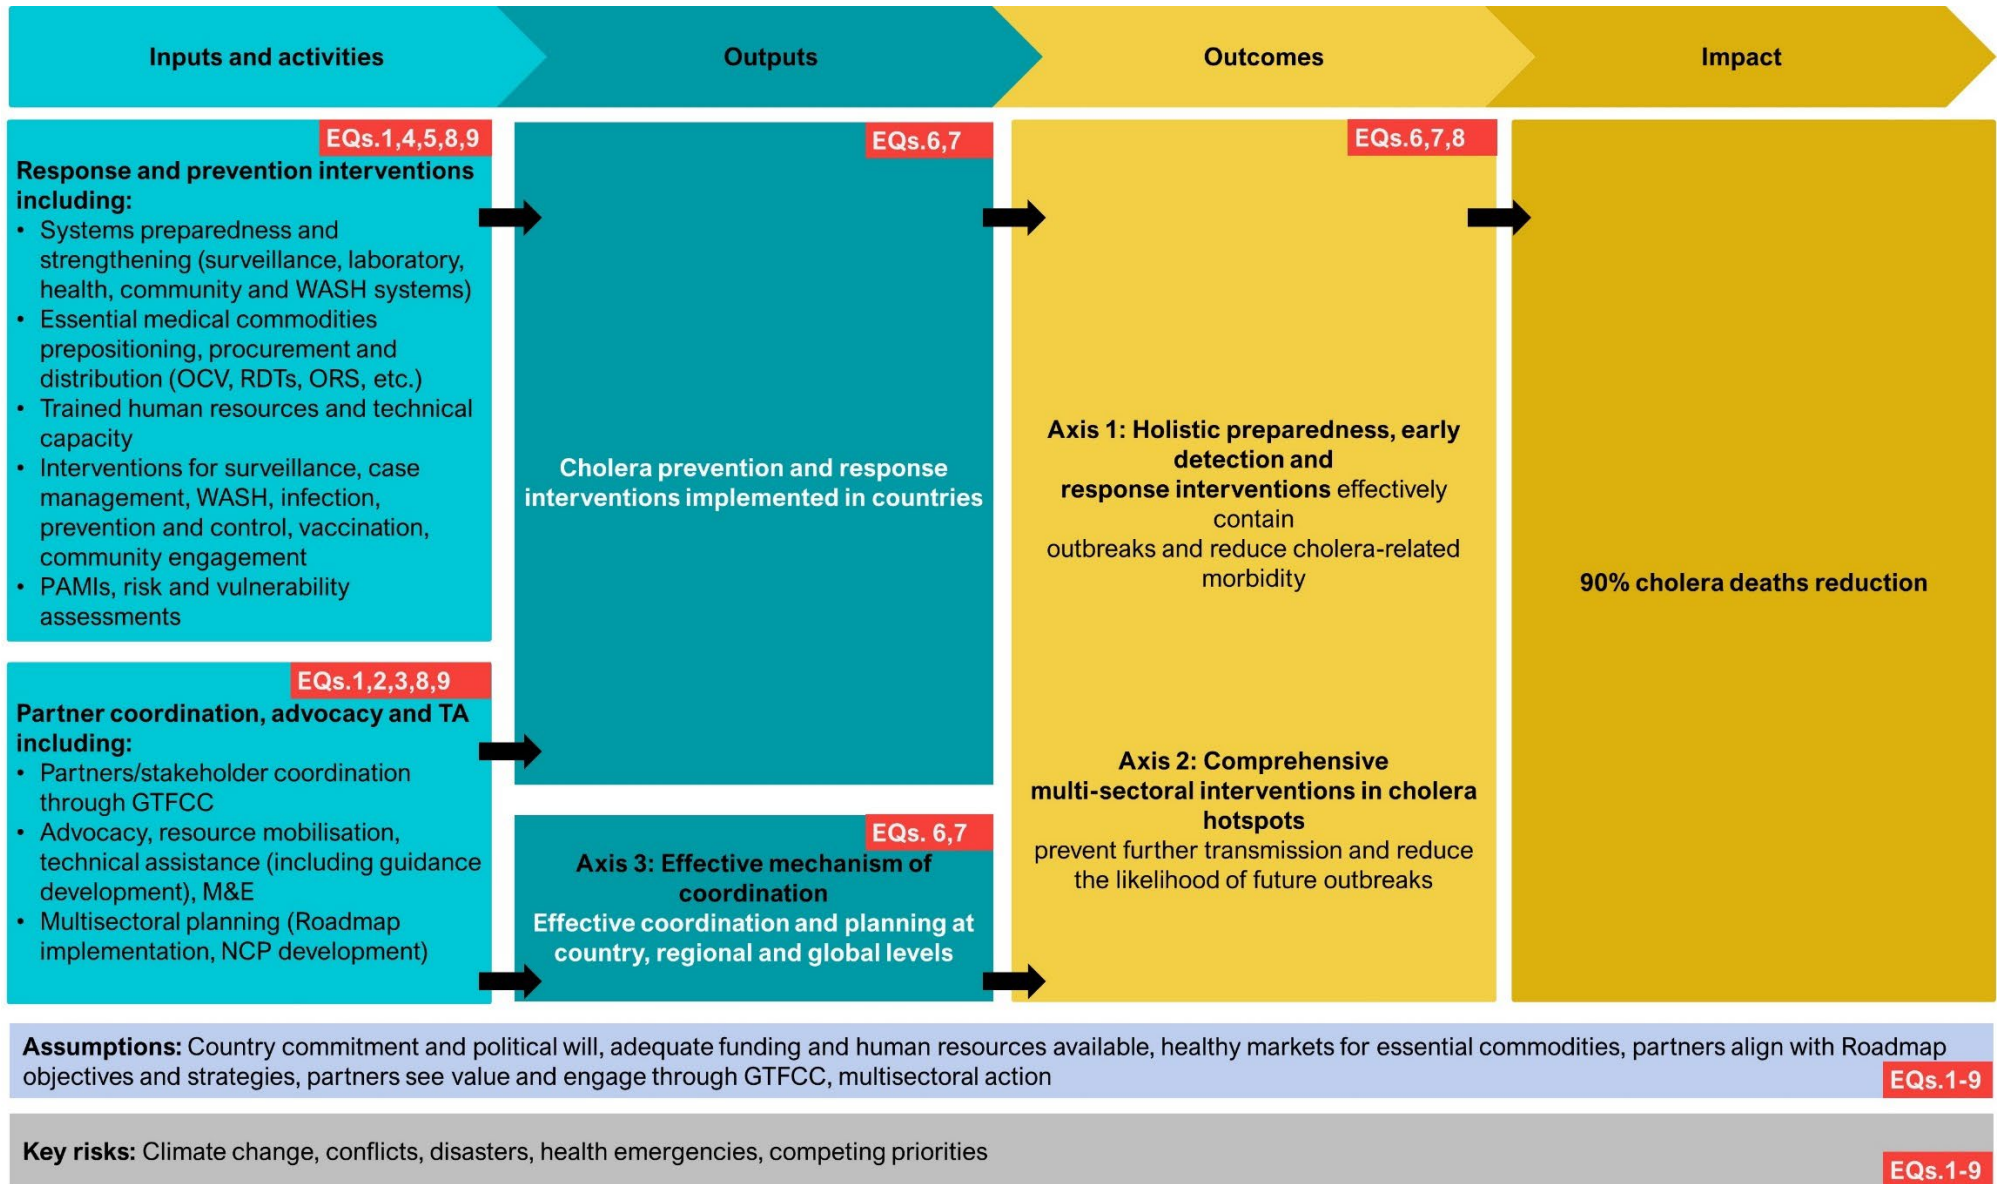 Inputs and activities
Outputs
Outcomes
Impact
EQs.1,4,5,8,9
Response and prevention interventions
including:
• Systems preparedness and
strengthening (surveillance, laboratory,
health, community and WASH systems)
• Essential medical commodities
prepositioning, procurement and
distribution (OCV, RDTs, ORS, etc.)
• Trained human resources and technical
capacity
• Interventions for surveillance, case
management, WASH, infection,
prevention and control, vaccination,
community engagement
• PAMIs, risk and vulnerability
assessments
EQs.1,2,3,8,9
Partner coordination, advocacy and TA
including:
• Partners/stakeholder coordination
through GTFCC
• Advocacy, resource mobilisation,
technical assistance (including guidance
development), M&E
• Multisectoral planning (Roadmap
implementation, NCP development)
EQs.6,7
Cholera prevention and response
interventions implemented in countries
EQs. 6,7
Axis 3: Effective mechanism of
coordination
Effective coordination and planning at
country, regional and global levels
EQs.6,7,8
Axis 1: Holistic preparedness, early
detection and
response interventions effectively
contain
outbreaks and reduce cholera-related
morbidity
Axis 2: Comprehensive
multi-sectoral interventions in cholera
hotspots
prevent further transmission and reduce
the likelihood of future outbreaks
90% cholera deaths reduction
Assumptions: Country commitment and political will, adequate funding and human resources available, healthy markets for essential commodities, partners align with Roadmap
objectives and strategies, partners see value and engage through GTFCC, multisectoral action
EQs.1-9
Key risks: Climate change, conflicts, disasters, health emergencies, competing priorities
EQs.1-9